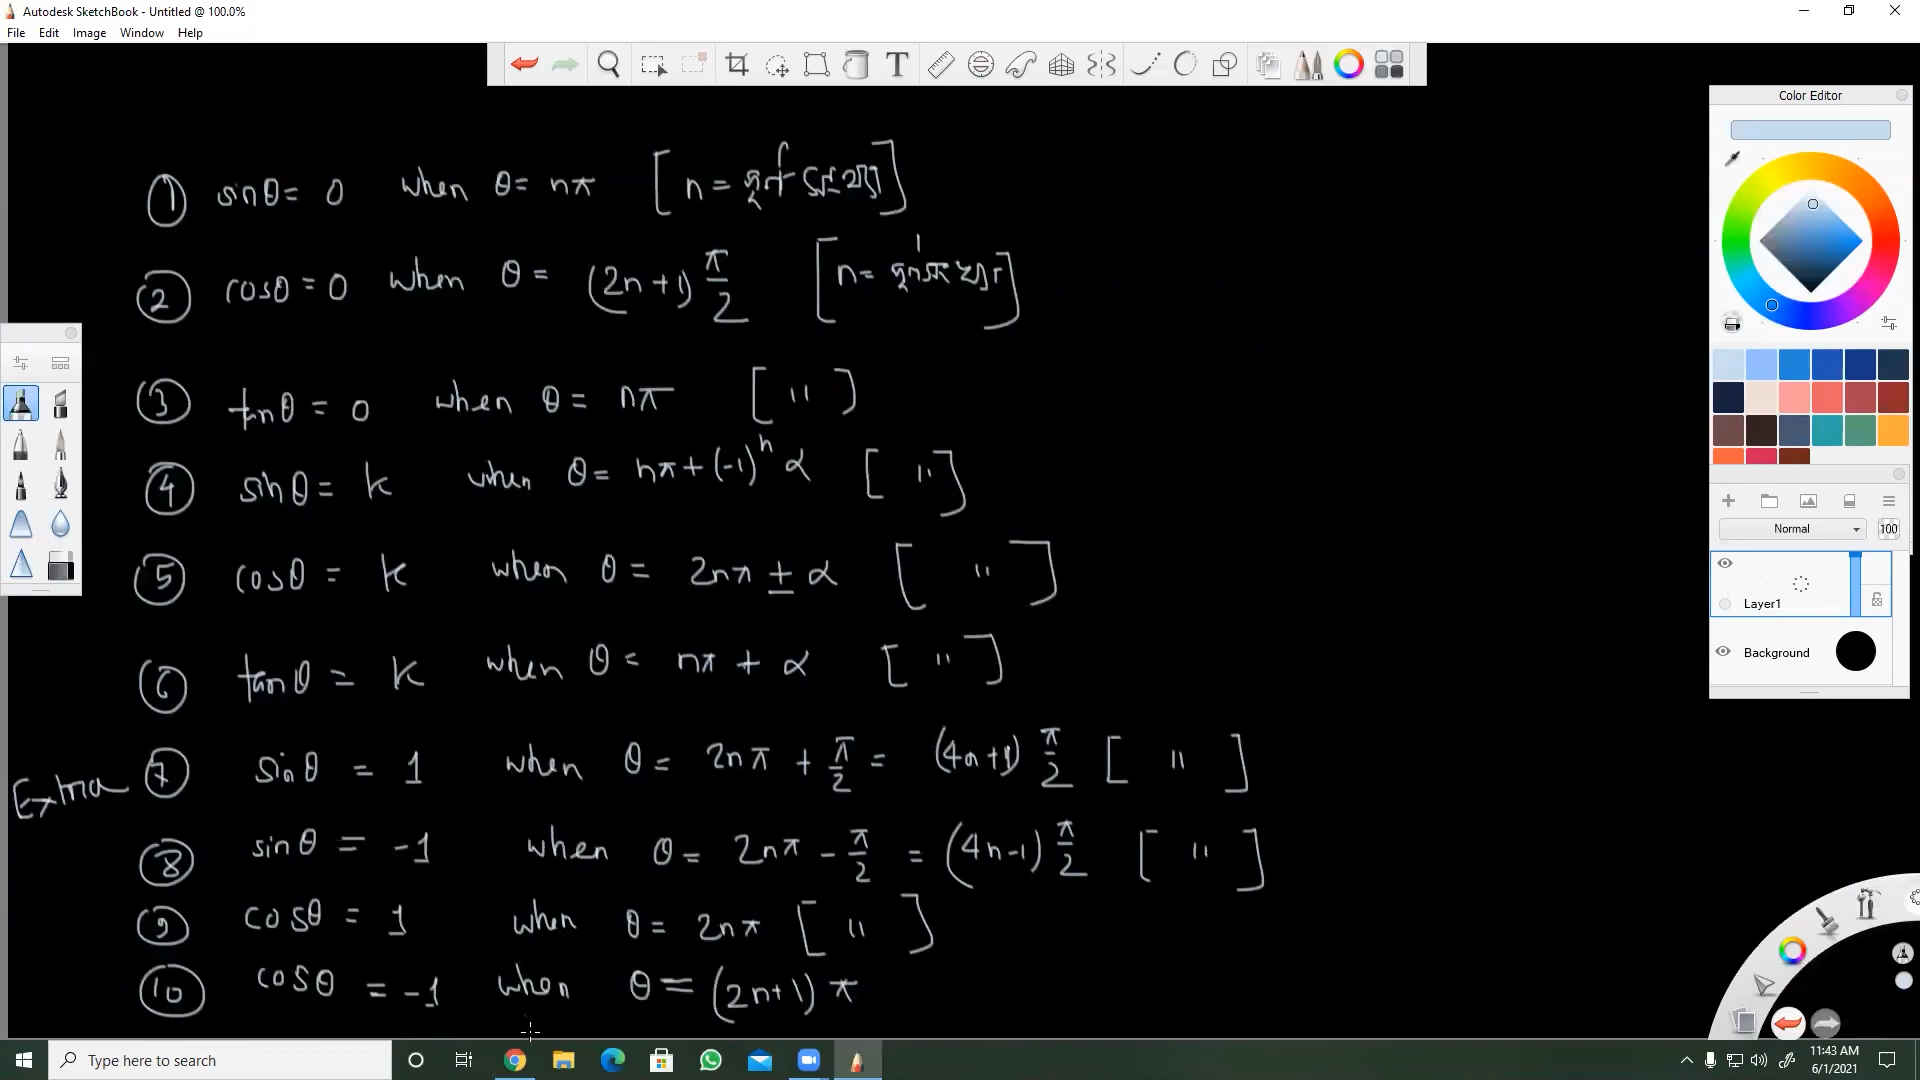 Autodesk SketchBook - Untitled @ 100.0%
File Edit Image Window Help
Color Editor
① sinθ = 0 when θ = nπ [n = পূর্ণ সংখ্যা]
② cosθ = 0 when θ = (2n+1) π/2 [n = পূর্ণসংখ্যা]
③ tanθ = 0 when θ = nπ [ " ]
④ sinθ = k when θ = nπ + (-1)ⁿ α [ " ]
⑤ cosθ = k when θ = 2nπ ± α [ " ]
⑥ tanθ = k when θ = nπ + α [ " ]
Extra ⑦ sinθ = 1 when θ = 2nπ + π/2 = (4n+1) π/2 [ " ]
⑧ sinθ = -1 when θ = 2nπ - π/2 = (4n-1) π/2 [ " ]
⑨ cosθ = 1 when θ = 2nπ [ " ]
⑩ cosθ = -1 when θ = (2n+1) π
Normal 100
Layer1
Background
Type here to search
11:43 AM
6/1/2021